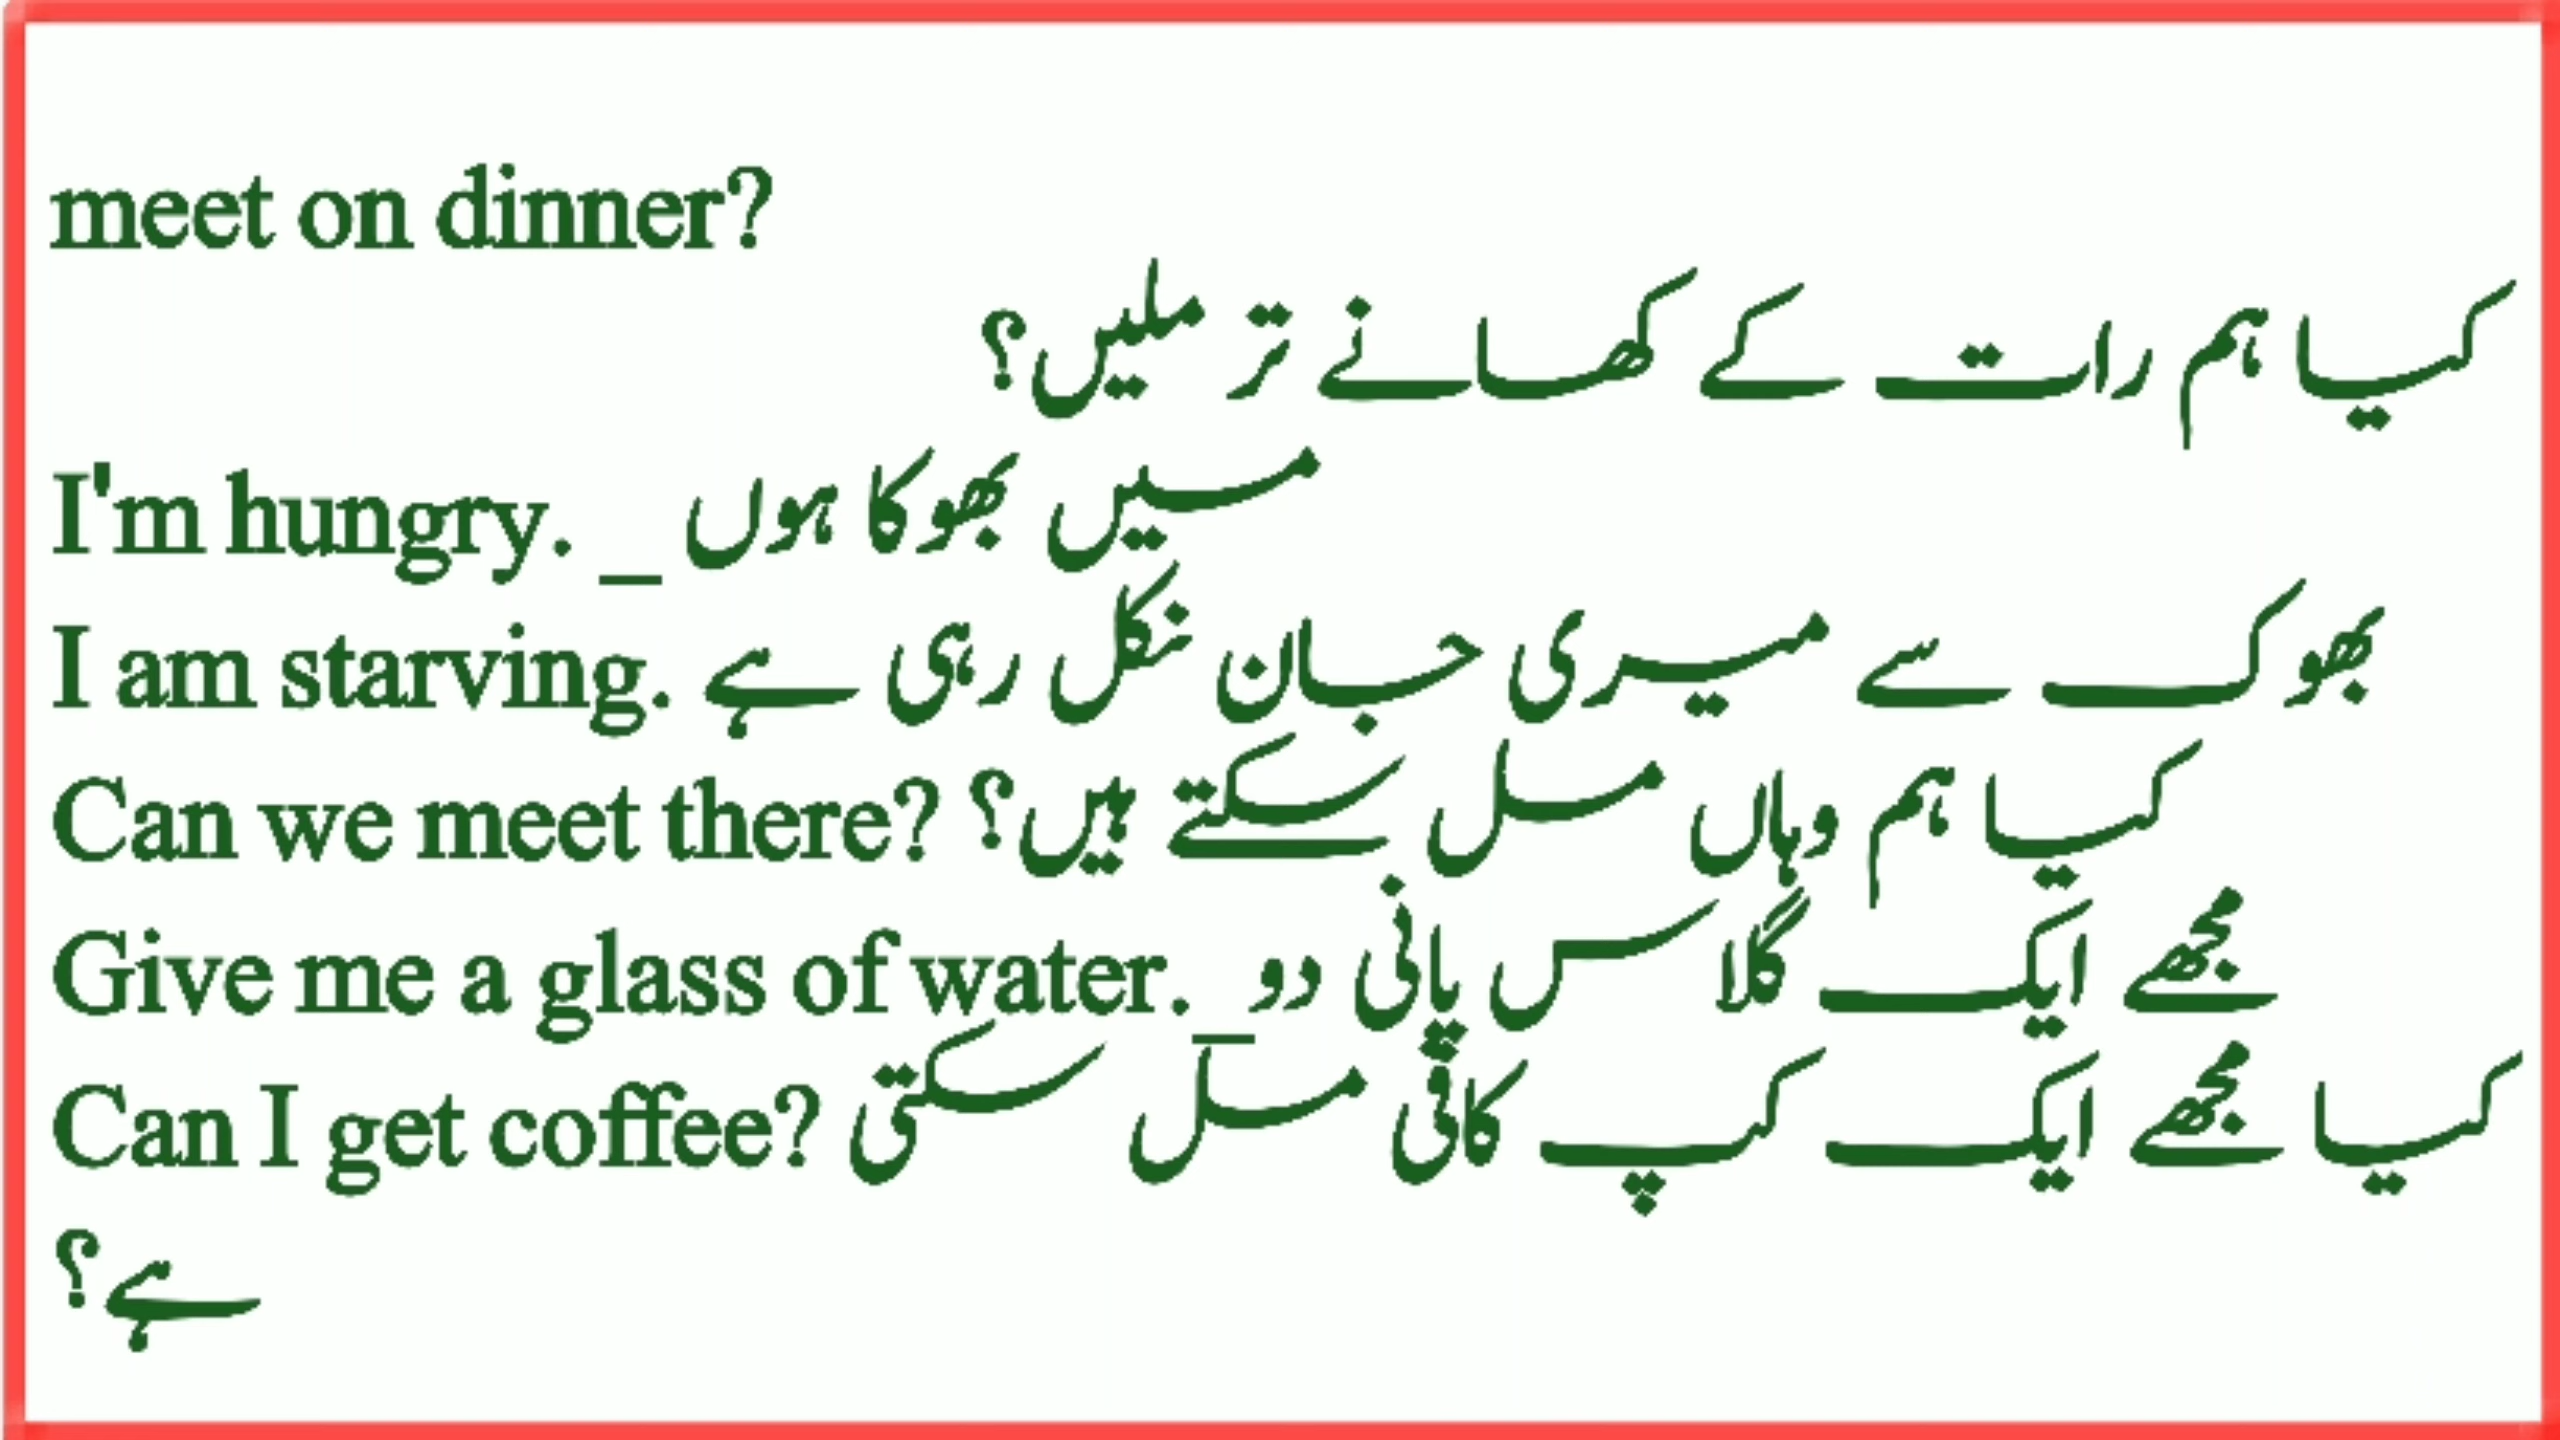 meet on dinner?
کیا ہم رات کے کھانے تر ملیں؟
I'm hungry. _ میں بھوکا ہوں
I am starving. بھوک سے میری جان نکل رہی ہے
Can we meet there? کیا ہم وہاں مل سکتے ہیں؟
Give me a glass of water._ مجھے ایک گلاس پانی دو
Can I get coffee? کیا مجھے ایک کپ کافی مل سکتی
ہے؟